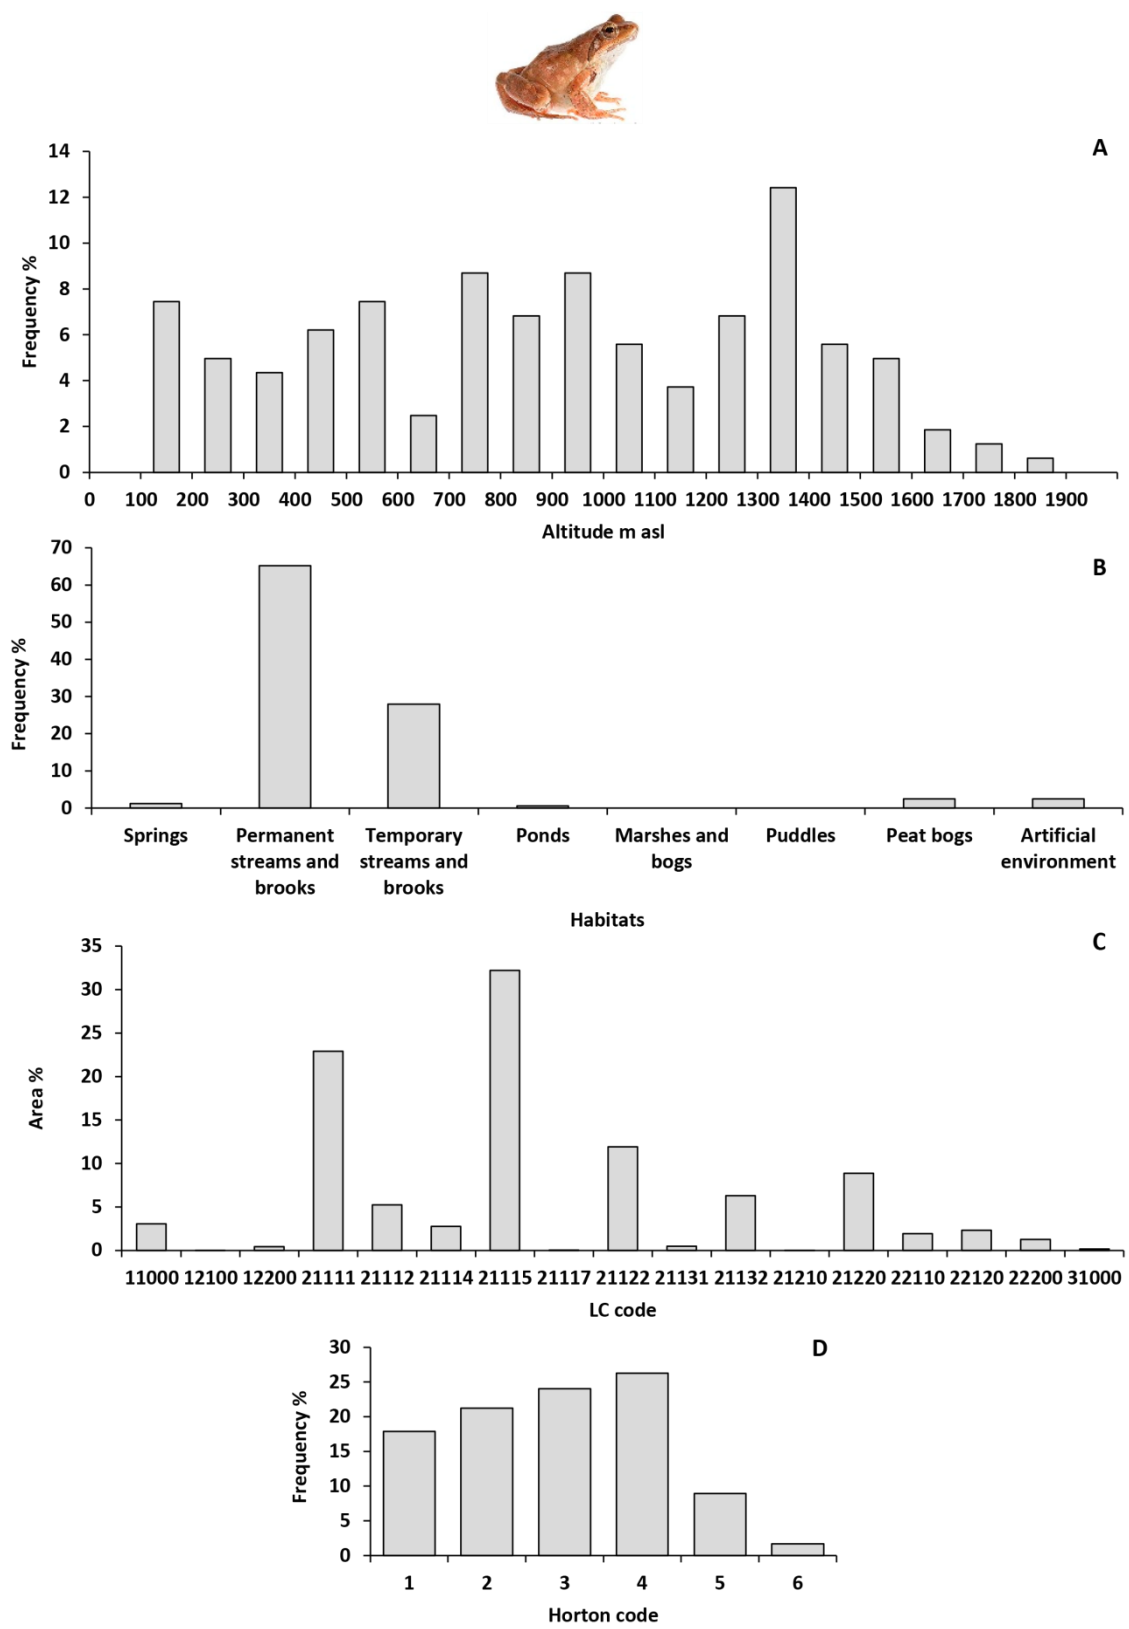 A
14
12
10
8
6
4
2
0
Frequency %
0 100 200 300 400 500 600 700 800 900 1000 1100 1200 1300 1400 1500 1600 1700 1800 1900
Altitude m asl
B
70
60
50
40
30
20
10
0
Frequency %
Springs
Permanent
streams and
brooks
Temporary
streams and
brooks
Ponds
Marshes and
bogs
Puddles
Peat bogs
Artificial
environment
Habitats
C
35
30
25
20
15
10
5
0
Area %
11000 12100 12200 21111 21112 21114 21115 21117 21122 21131 21132 21210 21220 22110 22120 22200 31000
LC code
D
30
25
20
15
10
5
0
Frequency %
1 2 3 4 5 6
Horton code